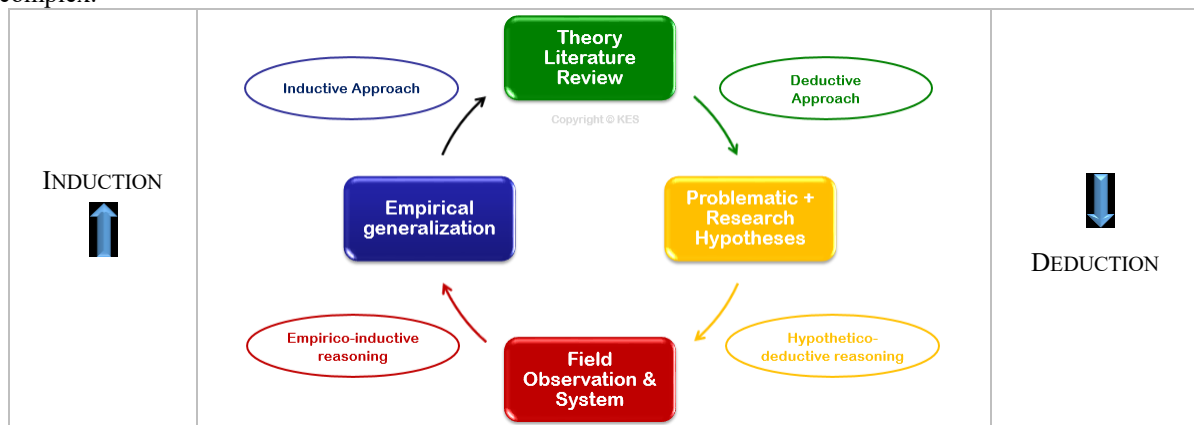 complex.
Theory
Literature
Review
Inductive Approach
Deductive
Approach
Copyright © KES
INDUCTION
Empirical
generalization
Problematic +
Research
Hypotheses
DEDUCTION
Empirico-inductive
reasoning
Hypothetico-
deductive reasoning
Field
Observation &
System